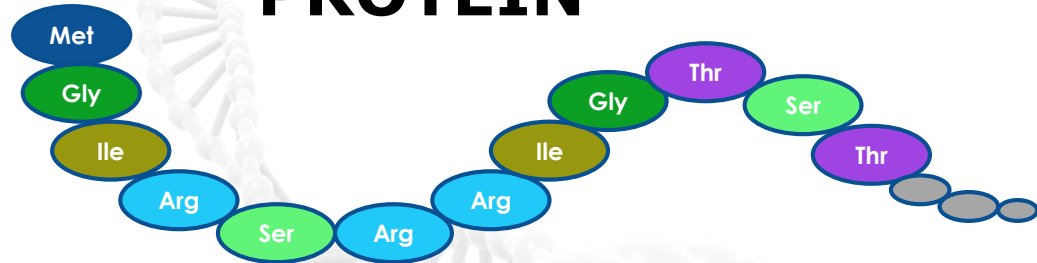 PROTEIN
Met
Gly
Ile
Arg
Ser
Arg
Arg
Ile
Gly
Thr
Ser
Thr